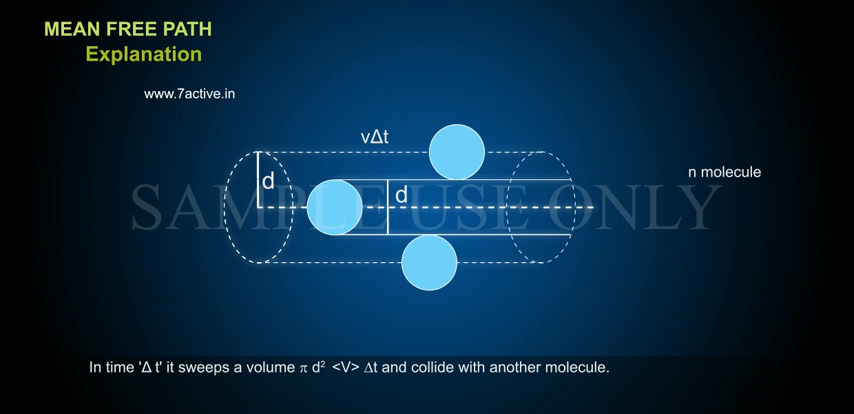 MEAN FREE PATH
Explanation
www.7active.in
vΔt
n molecule
d
d
SAMPLE USE ONLY
In time 'Δ t' it sweeps a volume π d² <V> Δt and collide with another molecule.